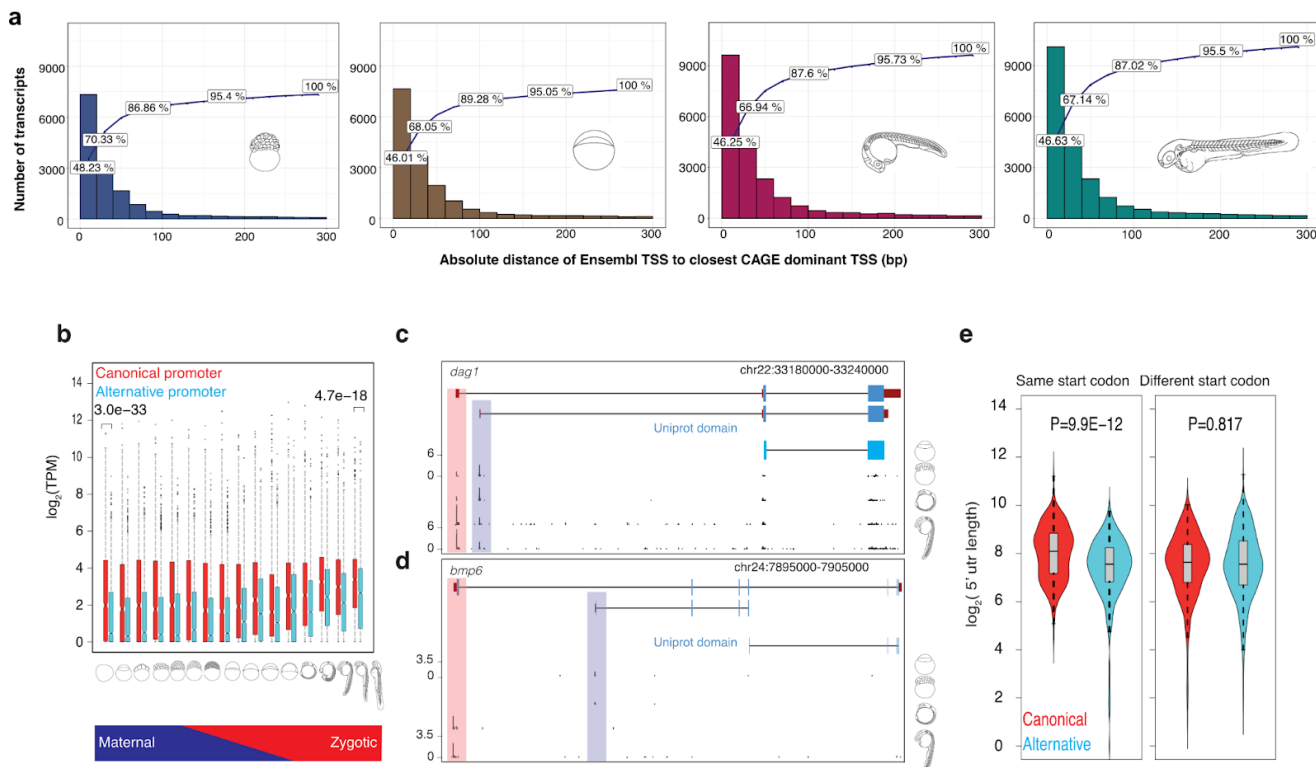 a
Number of transcripts
9000
6000
3000
0
48.23 %
70.33 %
86.86 %
95.4 %
100 %
0
100
200
300
9000
6000
3000
0
46.01 %
68.05 %
89.28 %
95.05 %
100 %
0
100
200
300
9000
6000
3000
0
46.25 %
66.94 %
87.6 %
95.73 %
100 %
0
100
200
300
9000
6000
3000
0
46.63 %
67.14 %
87.02 %
95.5 %
100 %
0
100
200
300
Absolute distance of Ensembl TSS to closest CAGE dominant TSS (bp)
b
log2(TPM)
14
12
10
8
6
4
2
0
Canonical promoter
Alternative promoter
3.0e−33
4.7e−18
Maternal
Zygotic
c
dag1
chr22:33180000-33240000
Uniprot domain
6
0
6
0
d
bmp6
chr24:7895000-7905000
Uniprot domain
3.5
0
3.5
0
e
Same start codon
Different start codon
log2( 5' utr length)
14
12
10
8
6
4
2
0
P=9.9E−12
P=0.817
Canonical
Alternative